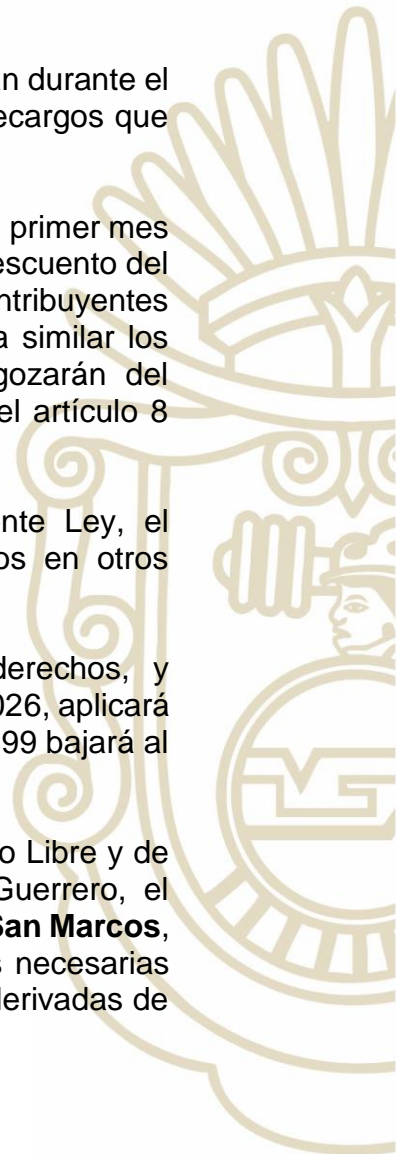 n durante el
ecargos que
primer mes
escuento del
ntribuyentes
a similar los
gozarán del
el artículo 8
nte Ley, el
os en otros
derechos, y
026, aplicará
99 bajará al
o Libre y de
Guerrero, el
San Marcos,
s necesarias
derivadas de